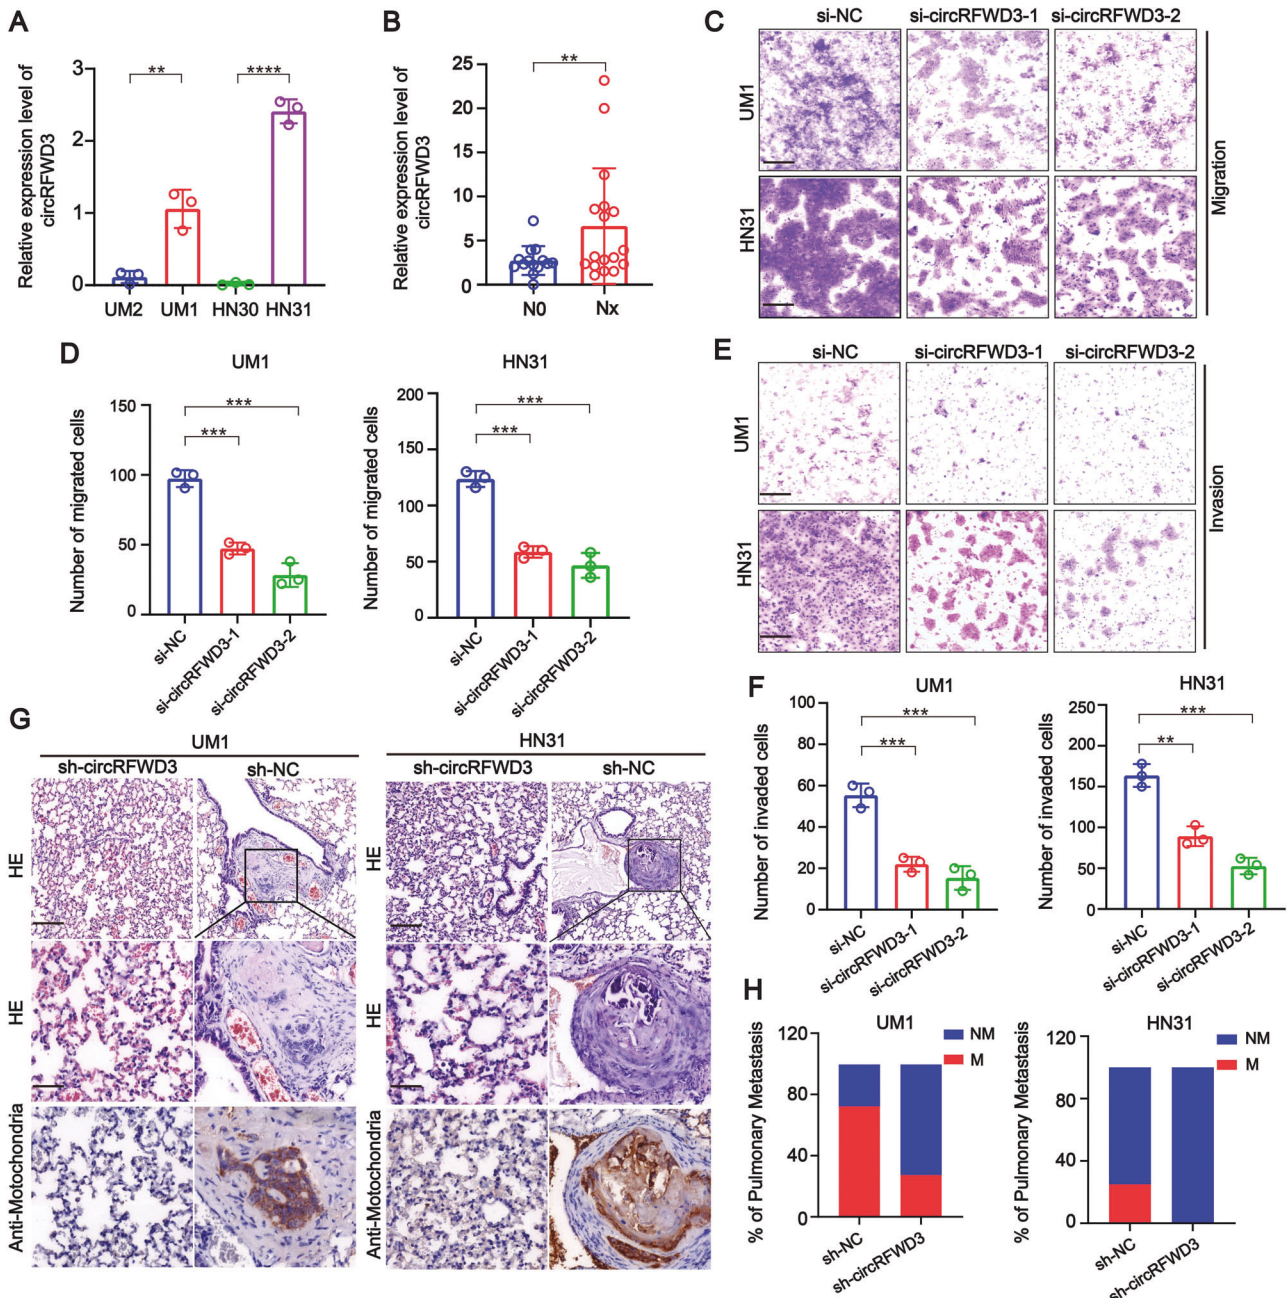 A
Relative expression level of
circRFWD3
3
2
1
0
**
****
UM2 UM1 HN30 HN31
B
Relative expression level of
circRFWD3
25
20
15
10
5
0
**
N0 Nx
C
si-NC si-circRFWD3-1 si-circRFWD3-2
UM1
HN31
Migration
D
UM1
Number of migrated cells
150
100
50
0
***
***
si-NC
si-circRFWD3-1
si-circRFWD3-2
HN31
Number of migrated cells
200
150
100
50
0
***
***
si-NC
si-circRFWD3-1
si-circRFWD3-2
E
si-NC si-circRFWD3-1 si-circRFWD3-2
UM1
HN31
Invasion
F
UM1
Number of invaded cells
100
80
60
40
20
0
***
***
si-NC
si-circRFWD3-1
si-circRFWD3-2
HN31
Number of invaded cells
250
200
150
100
50
0
***
**
si-NC
si-circRFWD3-1
si-circRFWD3-2
G
UM1
sh-circRFWD3 sh-NC
HE
HE
Anti-Motochondria
HN31
sh-circRFWD3 sh-NC
HE
HE
Anti-Motochondria
H
UM1
% of Pulmonary Metastasis
120
80
40
0
NM
M
sh-NC
sh-circRFWD3
HN31
% of Pulmonary Metastasis
120
80
40
0
NM
M
sh-NC
sh-circRFWD3